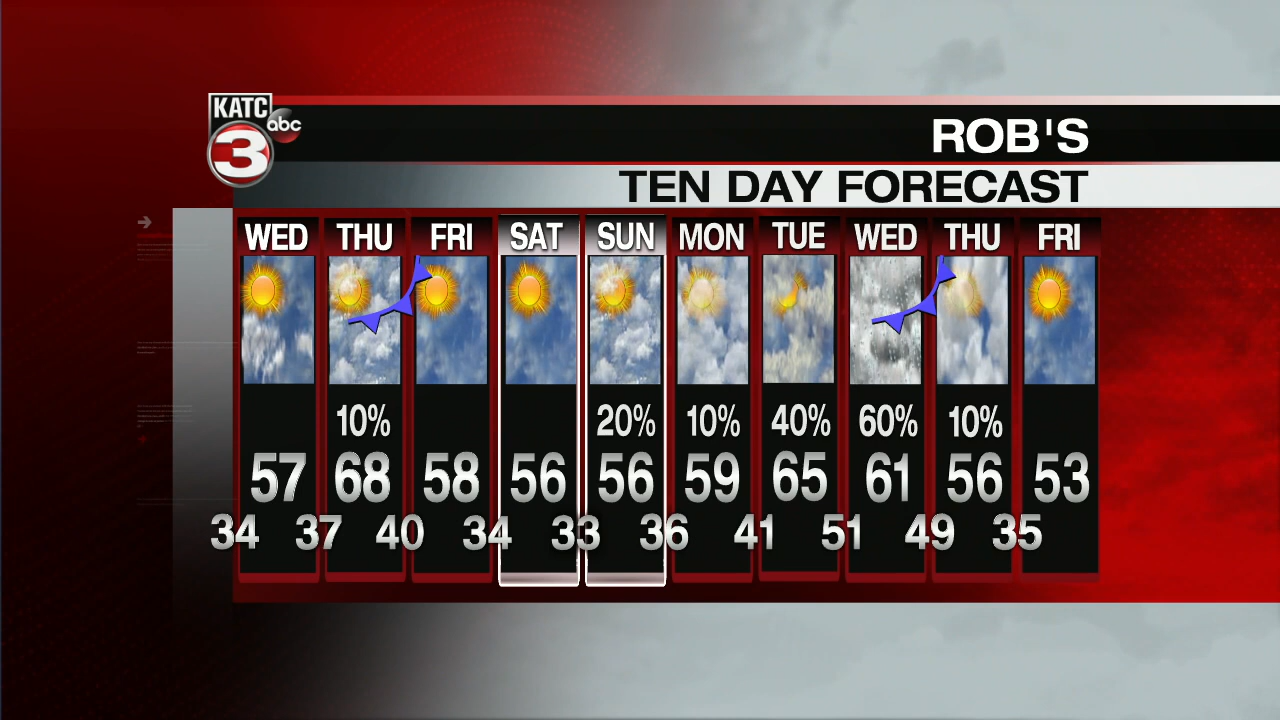 KATC
abc
3
ROB'S
TEN DAY FORECAST
WED THU FRI SAT SUN MON TUE WED THU FRI
10% 20% 10% 40% 60% 10%
57 68 58 56 56 59 65 61 56 53
34 37 40 34 33 36 41 51 49 35